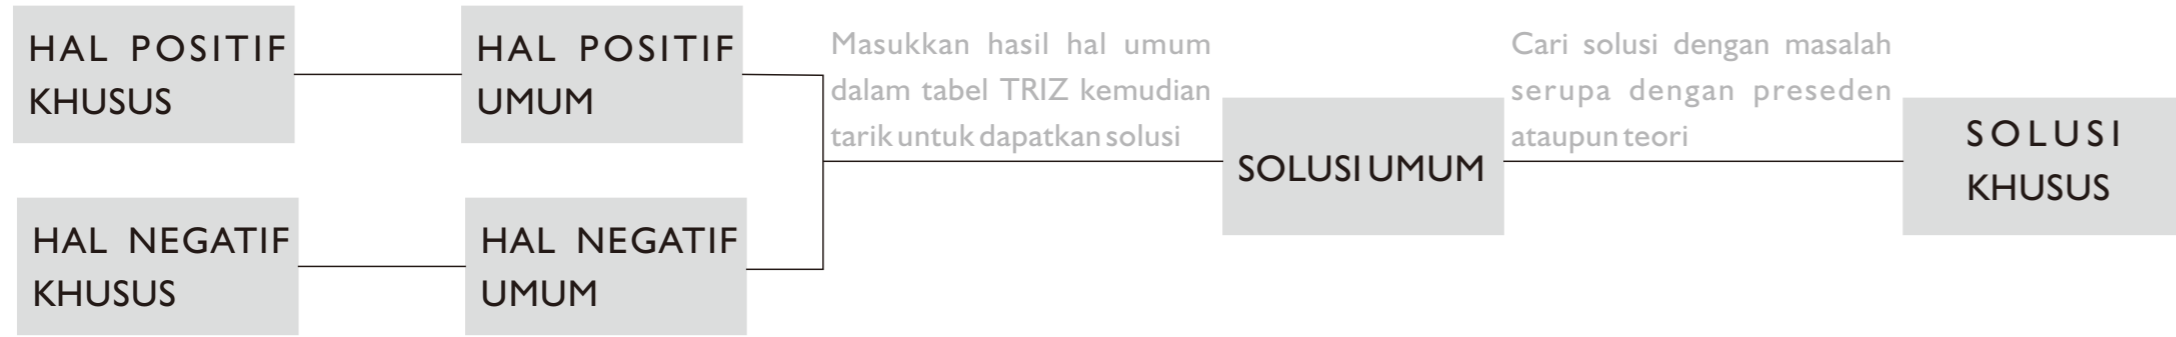 HAL POSITIF
KHUSUS
HAL POSITIF
UMUM
Masukkan hasil hal umum
dalam tabel TRIZ kemudian
tarik untuk dapatkan solusi
Cari solusi dengan masalah
serupa dengan preseden
ataupun teori
SOLUSI UMUM
SOLUSI
KHUSUS
HAL NEGATIF
KHUSUS
HAL NEGATIF
UMUM